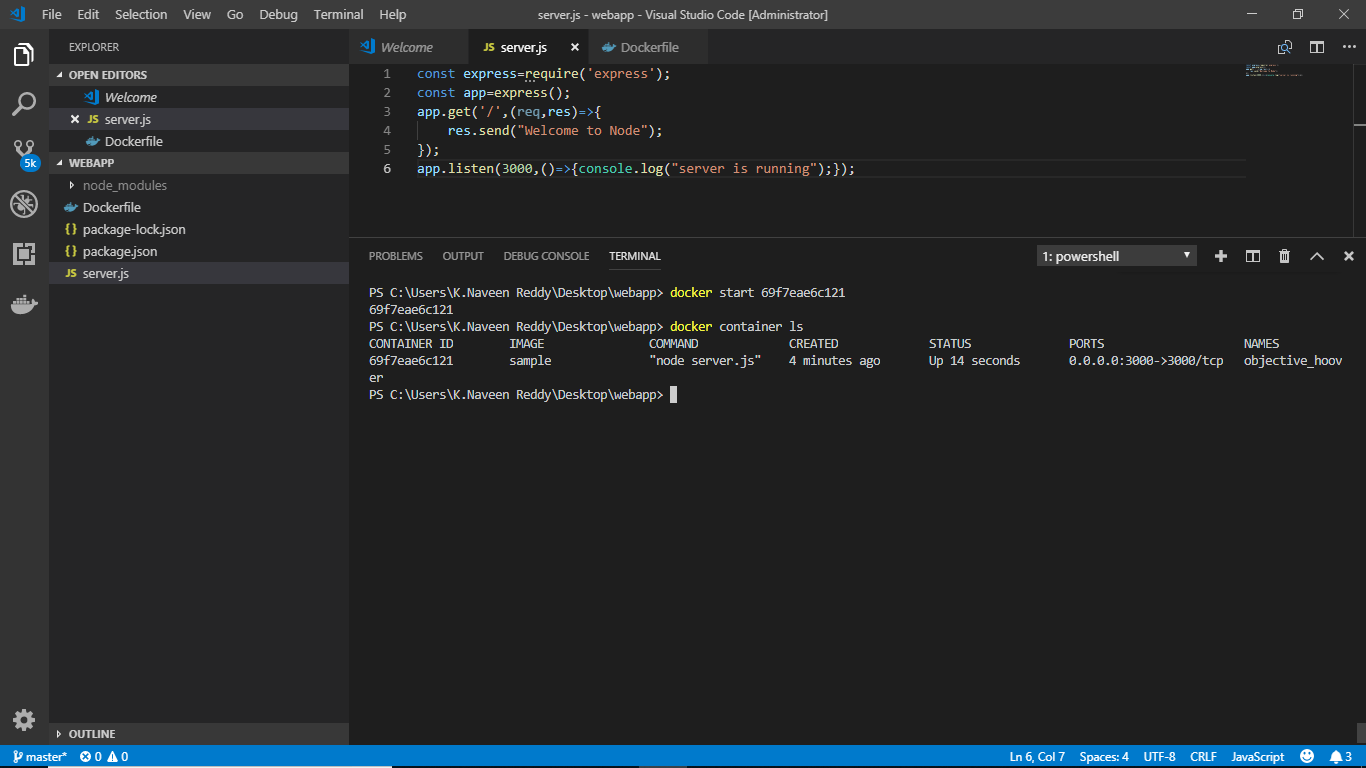 File Edit Selection View Go Debug Terminal Help
server.js - webapp - Visual Studio Code [Administrator]
EXPLORER
OPEN EDITORS
Welcome
JS server.js
Dockerfile
5k
WEBAPP
node_modules
Dockerfile
{} package-lock.json
{} package.json
JS server.js
OUTLINE
Welcome
JS server.js
Dockerfile
1 const express=require('express');
2 const app=express();
3 app.get('/',(req,res)=>{
4 res.send("Welcome to Node");
5 });
6 app.listen(3000,()=>{console.log("server is running");});
PROBLEMS OUTPUT DEBUG CONSOLE TERMINAL
1: powershell
PS C:\Users\K.Naveen Reddy\Desktop\webapp> docker start 69f7eae6c121
69f7eae6c121
PS C:\Users\K.Naveen Reddy\Desktop\webapp> docker container ls
CONTAINER ID IMAGE COMMAND CREATED STATUS PORTS NAMES
69f7eae6c121 sample "node server.js" 4 minutes ago Up 14 seconds 0.0.0.0:3000->3000/tcp objective_hoov
er
PS C:\Users\K.Naveen Reddy\Desktop\webapp>
master* 0 0 Ln 6, Col 7 Spaces: 4 UTF-8 CRLF JavaScript 3